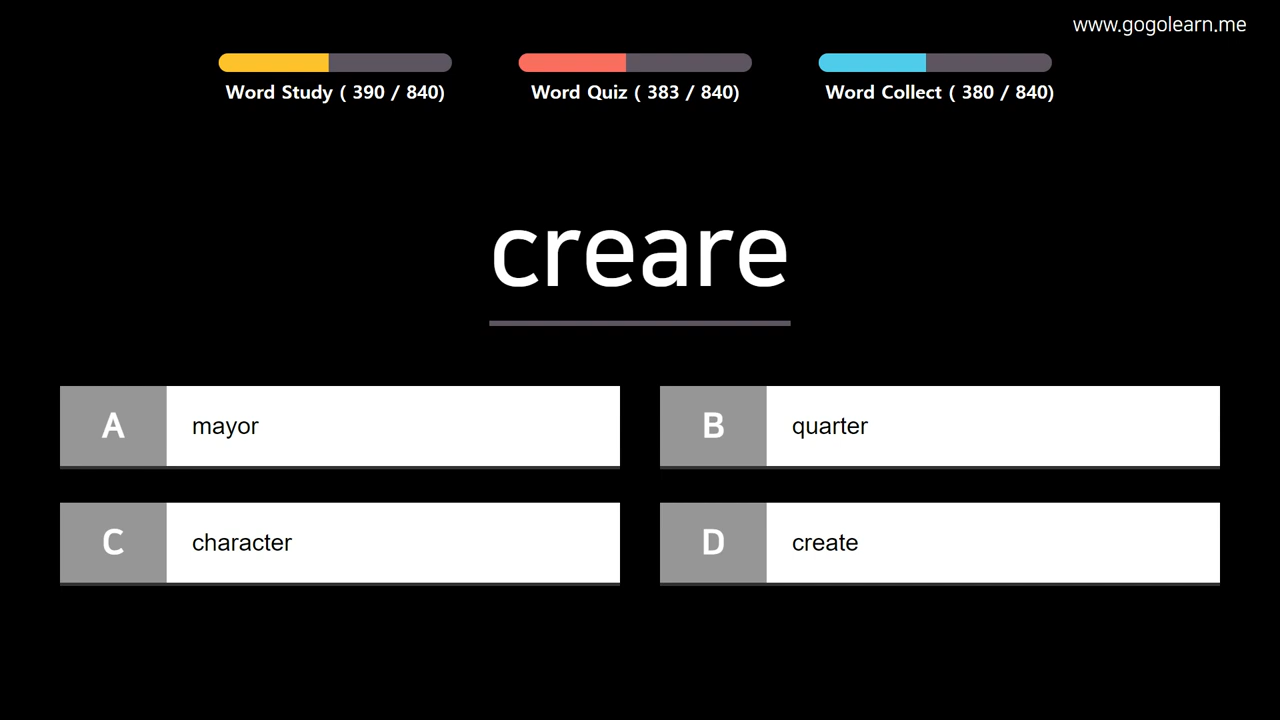 www.gogolearn.me
Word Study ( 390 / 840)
Word Quiz ( 383 / 840)
Word Collect ( 380 / 840)
creare
A mayor
B quarter
C character
D create